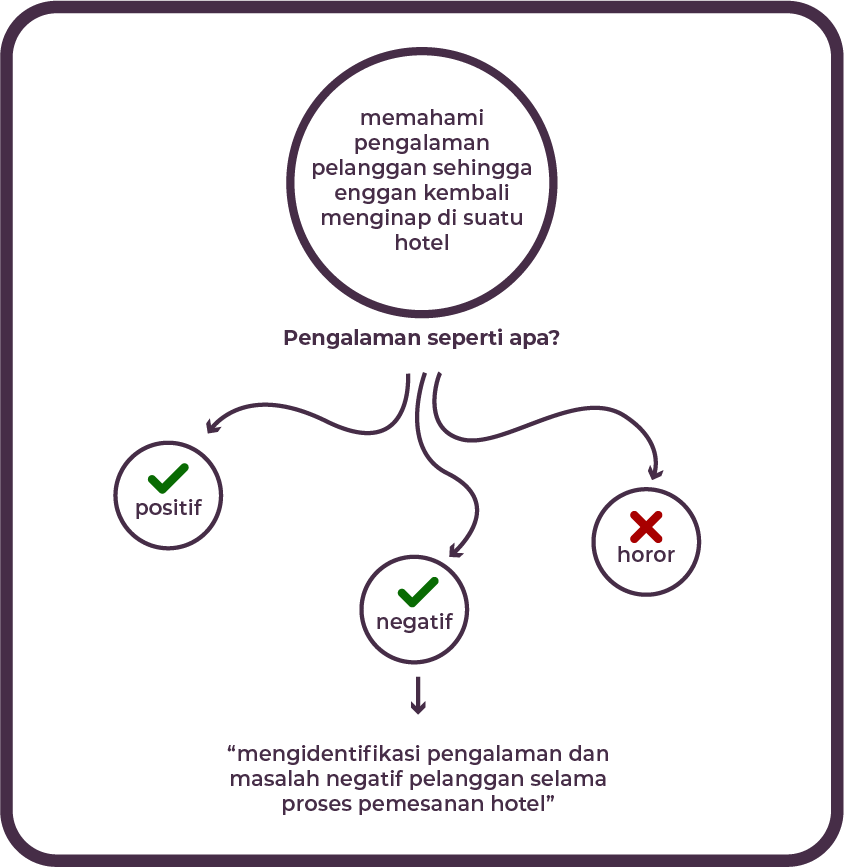 memahami
pengalaman
pelanggan sehingga
enggan kembali
menginap di suatu
hotel
Pengalaman seperti apa?
positif
horor
negatif
“mengidentifikasi pengalaman dan
masalah negatif pelanggan selama
proses pemesanan hotel”